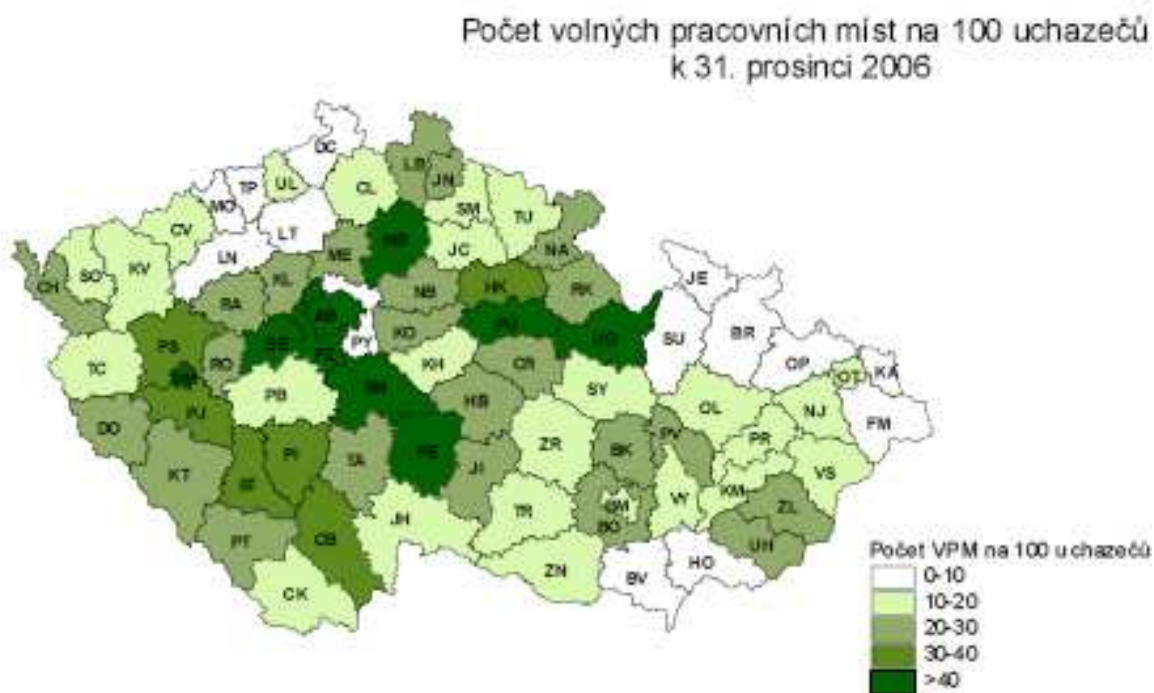 Počet volných pracovních míst na 100 uchazečů
k 31. prosinci 2006
DC
LB
JN
TP
UL
CL
MO
SM
TU
CV
LT
ME
JC
NA
LN
SO
KV
CH
KL
RA
NB
HK
RK
JE
PY
KO
SU
BR
PS
RO
KH
CR
OP
KA
TC
PB
SY
OL
NJ
FM
PJ
HB
DO
PI
TA
PE
ZR
BK
PV
PR
VS
KT
JI
KM
VY
ZL
BM
BO
PT
CB
JH
TR
UH
CK
ZN
BV
HO
Počet VPM na 100 uchazečů
0-10
10-20
20-30
30-40
>40